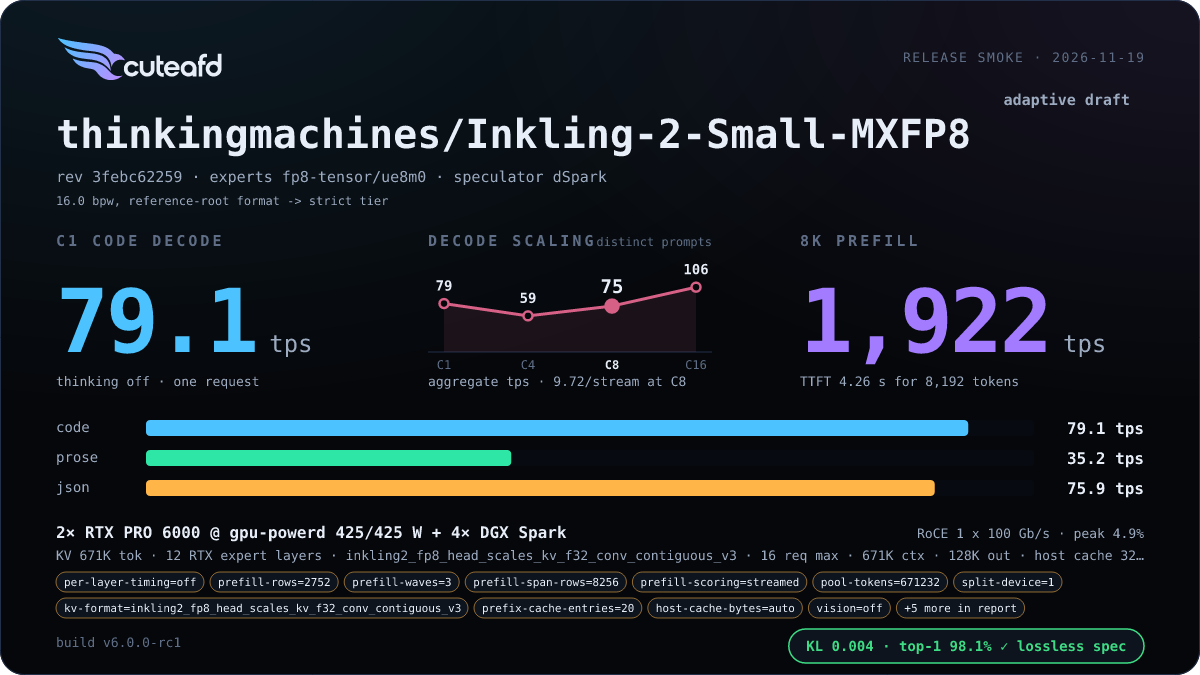 cuteafd
RELEASE SMOKE · 2026-11-19
adaptive draft
thinkingmachines/Inkling-2-Small-MXFP8
rev 3febc62259 · experts fp8-tensor/ue8m0 · speculator dSpark
16.0 bpw, reference-root format -> strict tier
C1 CODE DECODE
79.1 tps
thinking off · one request
DECODE SCALING distinct prompts
79 59 75 106
C1 C4 C8 C16
aggregate tps · 9.72/stream at C8
8K PREFILL
1,922 tps
TTFT 4.26 s for 8,192 tokens
code 79.1 tps
prose 35.2 tps
json 75.9 tps
2× RTX PRO 6000 @ gpu-powerd 425/425 W + 4× DGX Spark
RoCE 1 x 100 Gb/s · peak 4.9%
KV 671K tok · 12 RTX expert layers · inkling2_fp8_head_scales_kv_f32_conv_contiguous_v3 · 16 req max · 671K ctx · 128K out · host cache 32…
per-layer-timing=off prefill-rows=2752 prefill-waves=3 prefill-span-rows=8256 prefill-scoring=streamed pool-tokens=671232 split-device=1
kv-format=inkling2_fp8_head_scales_kv_f32_conv_contiguous_v3 prefix-cache-entries=20 host-cache-bytes=auto vision=off +5 more in report
build v6.0.0-rc1
KL 0.004 · top-1 98.1% ✓ lossless spec